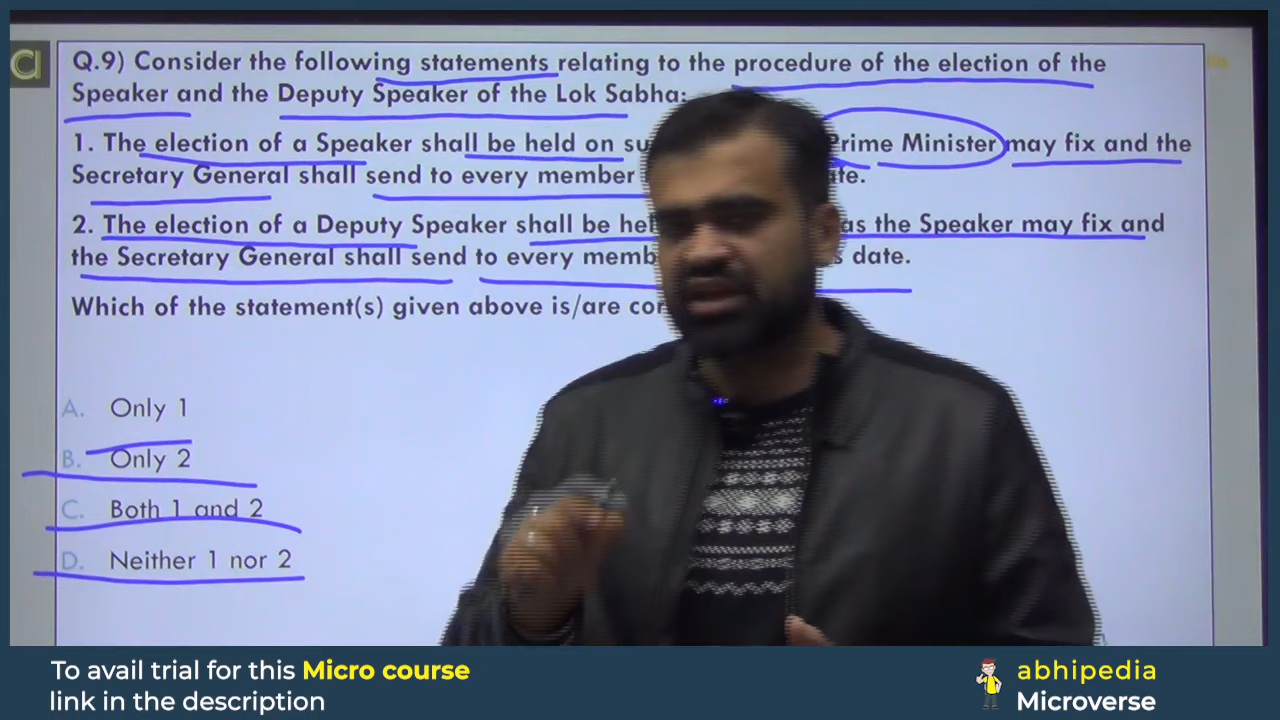 Q.9) Consider the following statements relating to the procedure of the election of the
Speaker and the Deputy Speaker of the Lok Sabha:
1. The election of a Speaker shall be held on Prime Minister may fix and the
Secretary General shall send to every member
2. The election of a Deputy Speaker shall be as the Speaker may fix and
the Secretary General shall send to every date.
Which of the statement(s) given above is/are
A. Only 1
B. Only 2
C. Both 1 and 2
D. Neither 1 nor 2
To avail trial for this Micro course
link in the description
abhipedia
Microverse